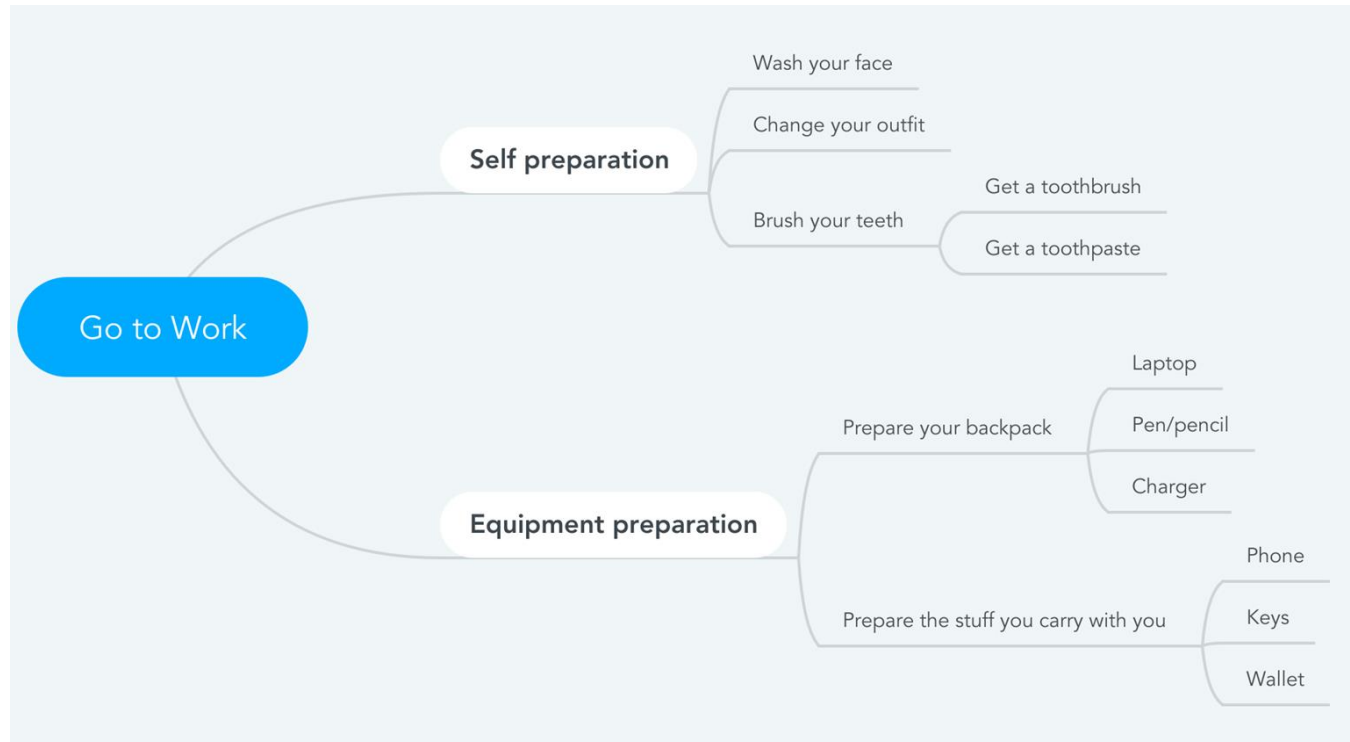 Go to Work
Self preparation
Wash your face
Change your outfit
Brush your teeth
Get a toothbrush
Get a toothpaste
Equipment preparation
Prepare your backpack
Laptop
Pen/pencil
Charger
Prepare the stuff you carry with you
Phone
Keys
Wallet